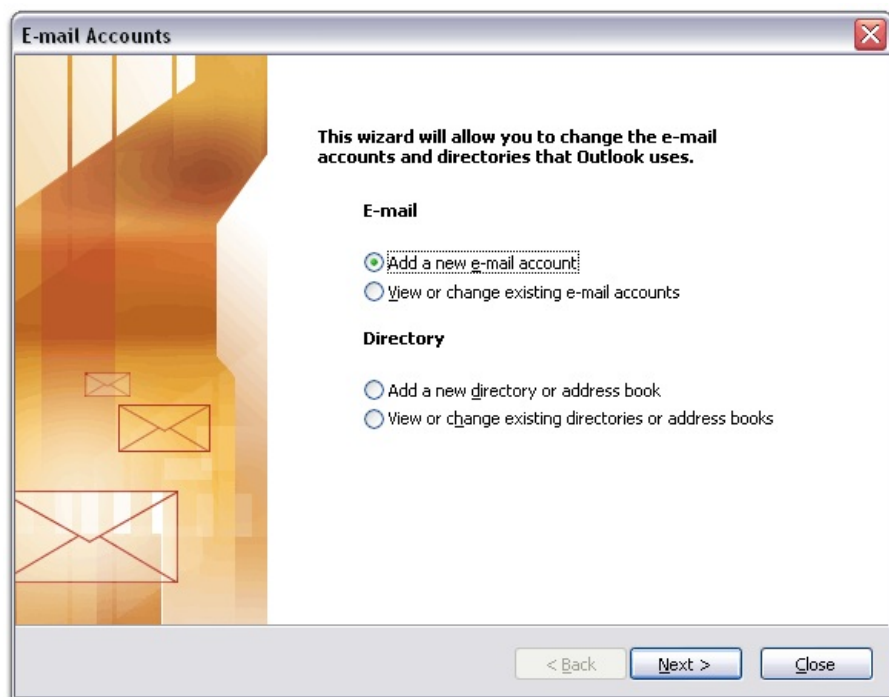 E-mail Accounts
This wizard will allow you to change the e-mail
accounts and directories that Outlook uses.
E-mail
Add a new e-mail account
View or change existing e-mail accounts
Directory
Add a new directory or address book
View or change existing directories or address books
< Back
Next >
Close